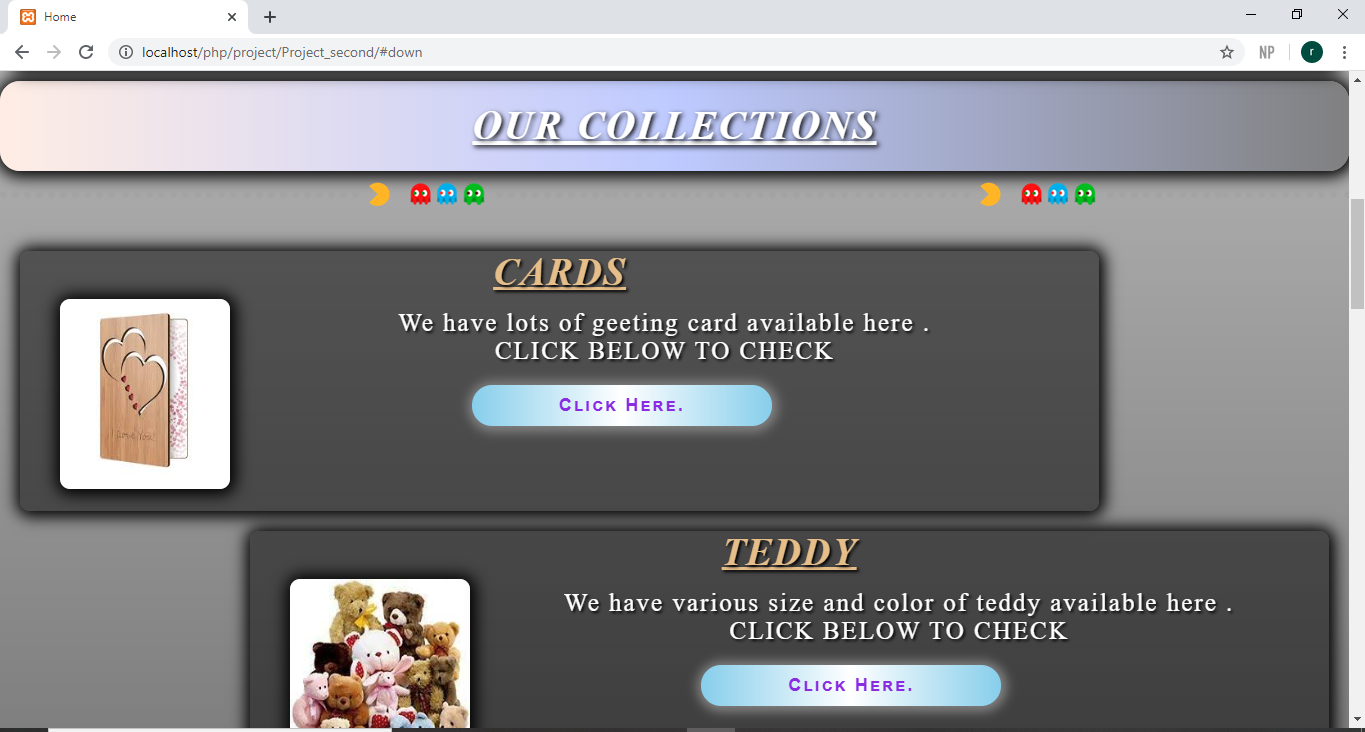 Home
localhost/php/project/Project_second/#down
NP
r
OUR COLLECTIONS
CARDS
We have lots of geeting card available here .
CLICK BELOW TO CHECK
Click Here.
I Love You
TEDDY
We have various size and color of teddy available here .
CLICK BELOW TO CHECK
Click Here.